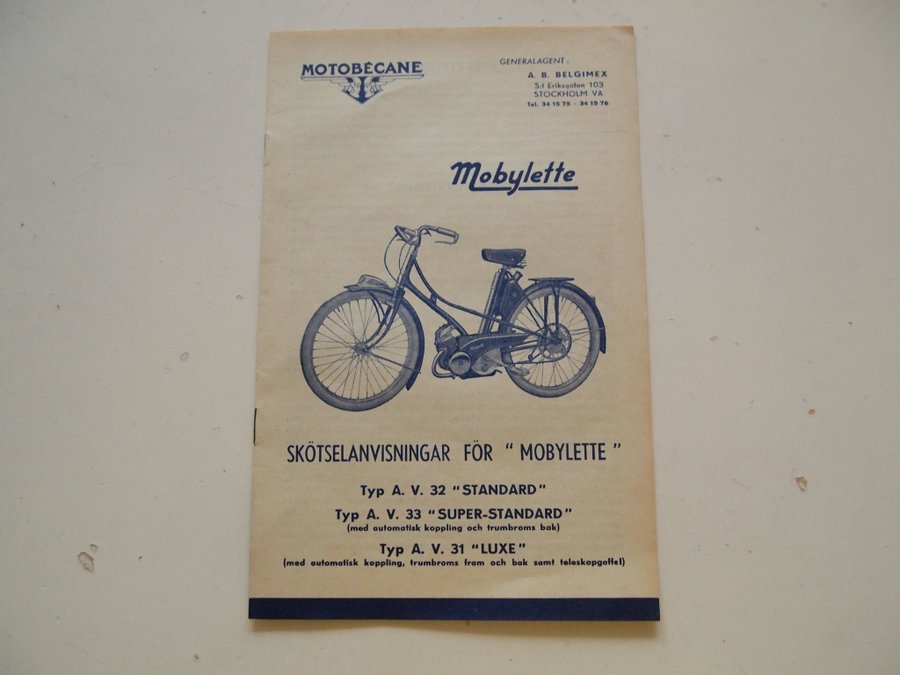 MOTOBÉCANE
GENERALAGENT:
A. B. BELGIMEX
S:t Eriksgatan 103
STOCKHOLM VA
Tel. 34 15 75 - 34 15 76
Mobylette
SKÖTSELANVISNINGAR FÖR " MOBYLETTE "
Typ A. V. 32 "STANDARD"
Typ A. V. 33 "SUPER-STANDARD"
(med automatisk koppling och trumbroms bak)
Typ A. V. 31 "LUXE"
(med automatisk koppling, trumbroms fram och bak samt teleskopgaffel)